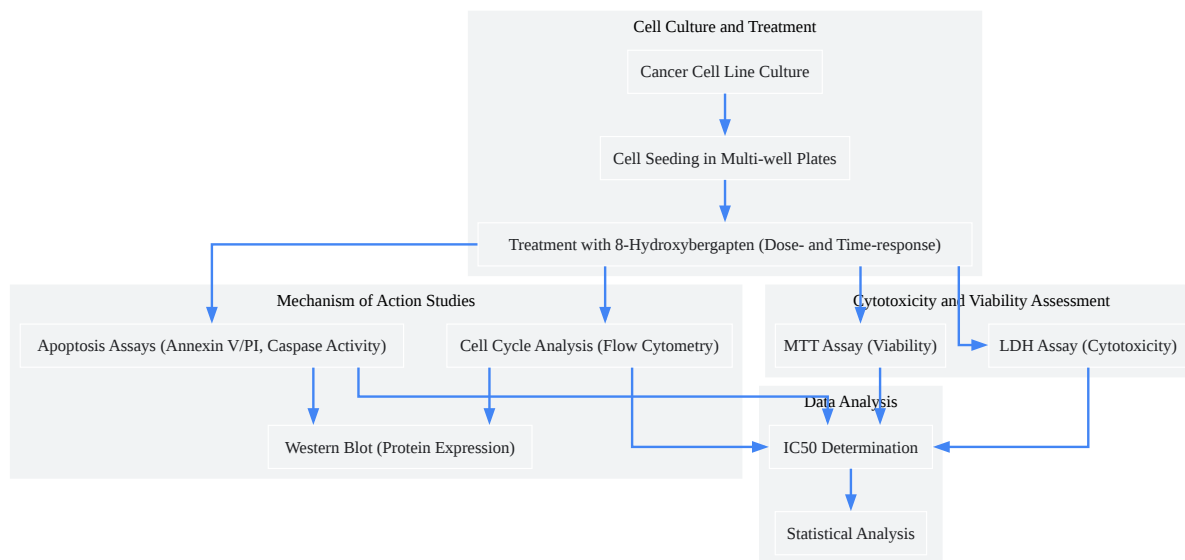 Cell Culture and Treatment
Cancer Cell Line Culture
Cell Seeding in Multi-well Plates
Treatment with 8-Hydroxybergapten (Dose- and Time-response)
Mechanism of Action Studies
Cytotoxicity and Viability Assessment
Apoptosis Assays (Annexin V/PI, Caspase Activity)
Cell Cycle Analysis (Flow Cytometry)
MTT Assay (Viability)
LDH Assay (Cytotoxicity)
Data Analysis
Western Blot (Protein Expression)
IC50 Determination
Statistical Analysis